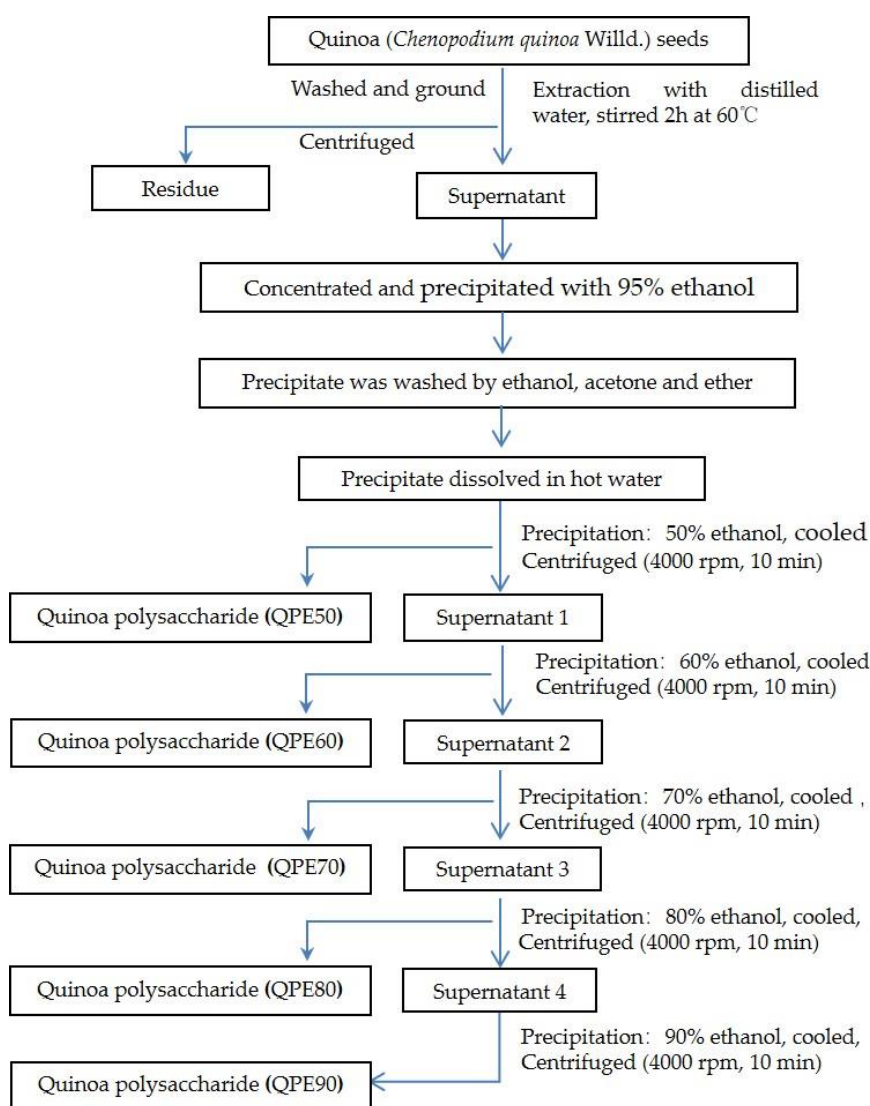 Quinoa (Chenopodium quinoa Willd.) seeds
Washed and ground
Extraction with distilled
water, stirred 2h at 60℃
Centrifuged
Residue
Supernatant
Concentrated and precipitated with 95% ethanol
Precipitate was washed by ethanol, acetone and ether
Precipitate dissolved in hot water
Precipitation: 50% ethanol, cooled
Centrifuged (4000 rpm, 10 min)
Quinoa polysaccharide (QPE50)
Supernatant 1
Precipitation: 60% ethanol, cooled
Centrifuged (4000 rpm, 10 min)
Quinoa polysaccharide (QPE60)
Supernatant 2
Precipitation: 70% ethanol, cooled ,
Centrifuged (4000 rpm, 10 min)
Quinoa polysaccharide (QPE70)
Supernatant 3
Precipitation: 80% ethanol, cooled,
Centrifuged (4000 rpm, 10 min)
Quinoa polysaccharide (QPE80)
Supernatant 4
Precipitation: 90% ethanol, cooled,
Centrifuged (4000 rpm, 10 min)
Quinoa polysaccharide (QPE90)